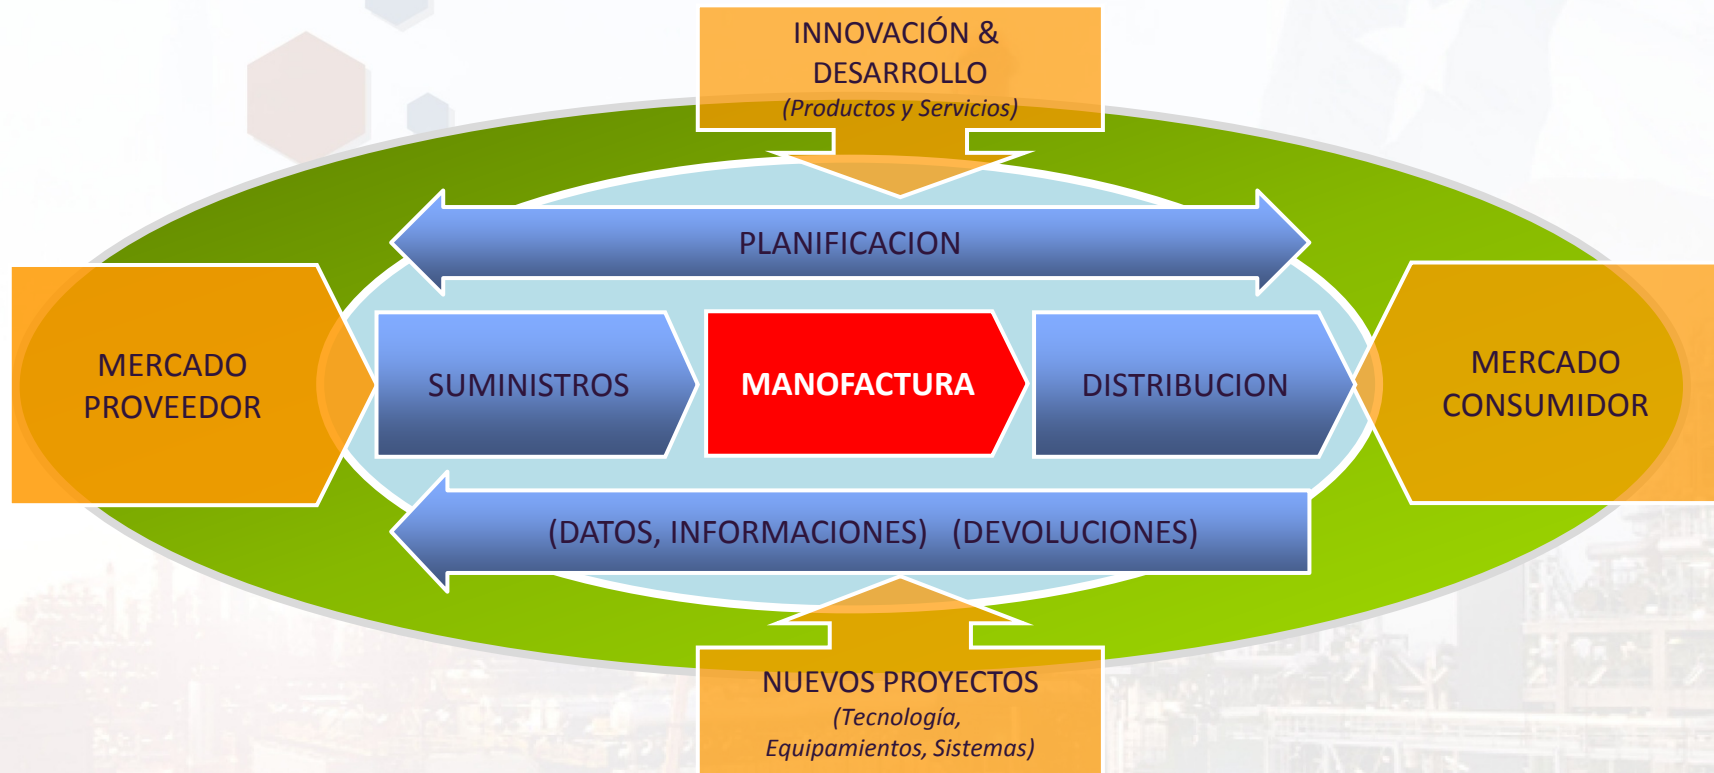 INNOVACIÓN &
DESARROLLO
(Productos y Servicios)
PLANIFICACION
MERCADO
PROVEEDOR
SUMINISTROS
MANOFACTURA
DISTRIBUCION
MERCADO
CONSUMIDOR
(DATOS, INFORMACIONES) (DEVOLUCIONES)
NUEVOS PROYECTOS
(Tecnología,
Equipamientos, Sistemas)